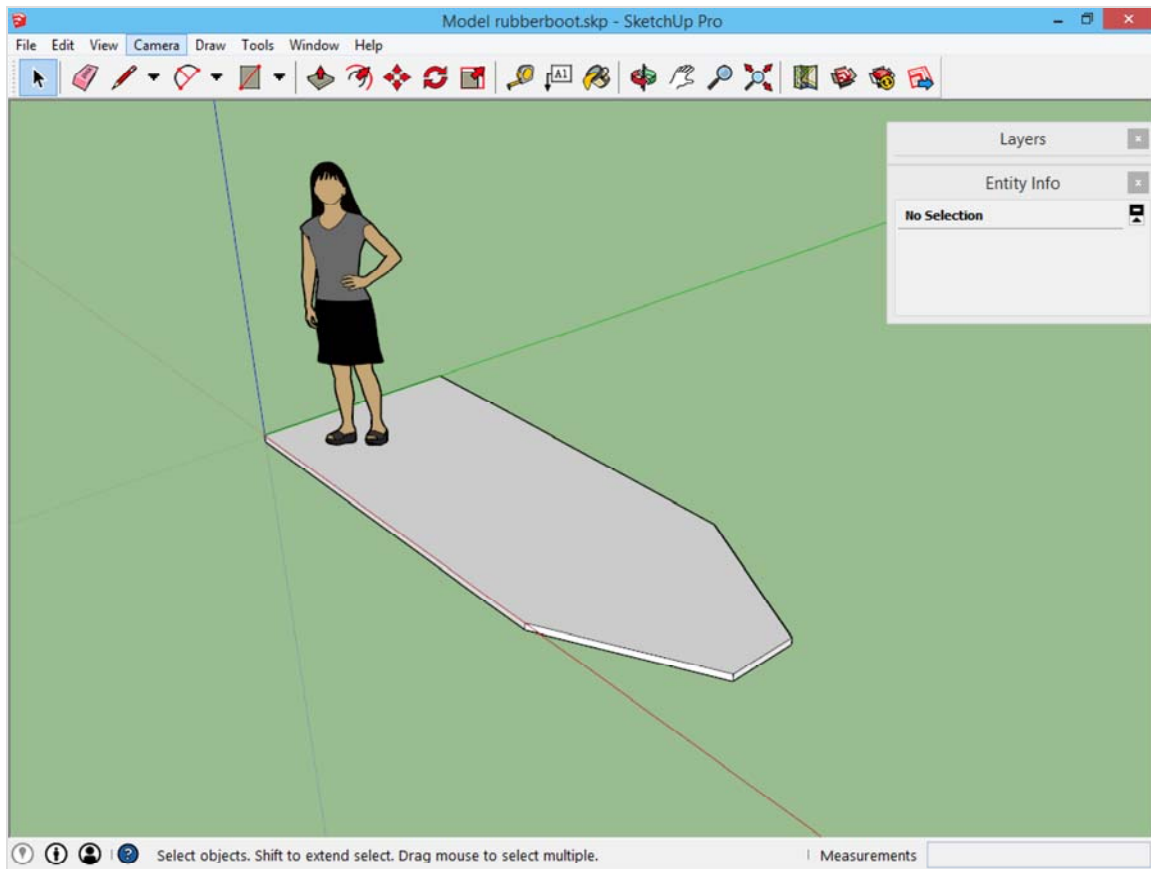 Model rubberboot.skp - SketchUp Pro
File Edit View Camera Draw Tools Window Help
A1
Layers
Entity Info
No Selection
Select objects. Shift to extend select. Drag mouse to select multiple.
Measurements